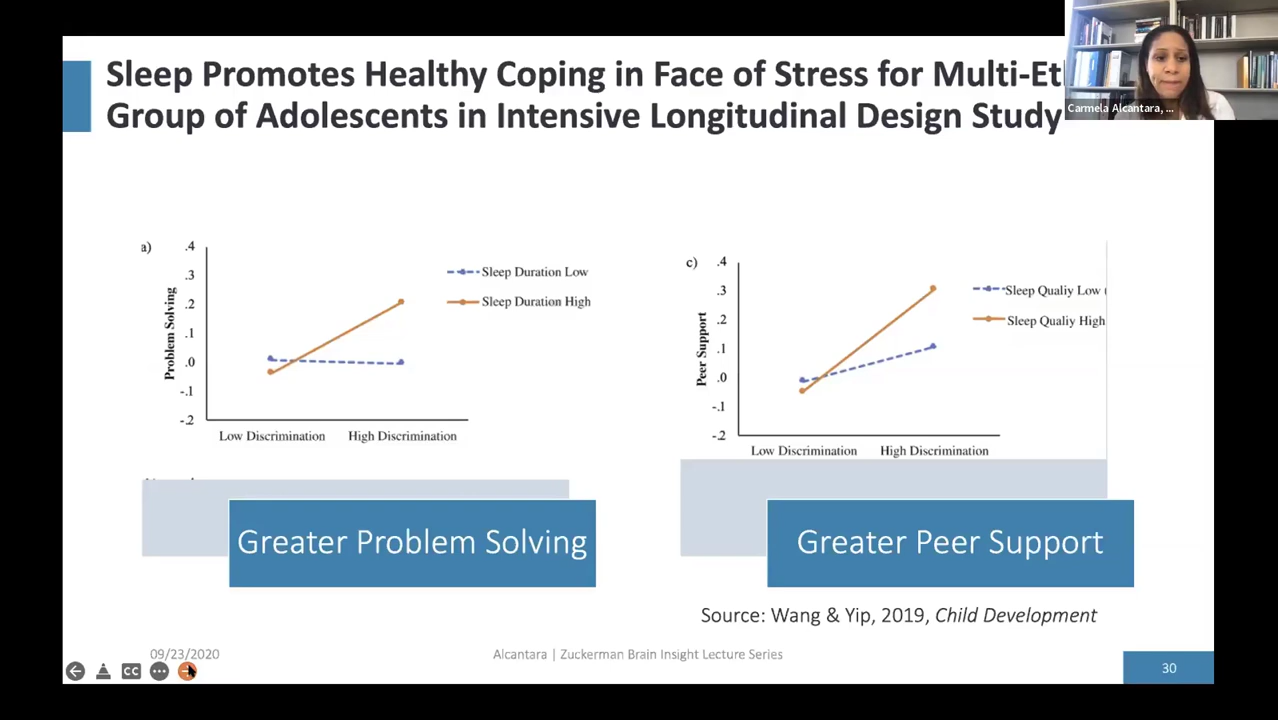 Sleep Promotes Healthy Coping in Face of Stress for Multi-Et
Group of Adolescents in Intensive Longitudinal Design Study
Carmela Alcantara, ...
a)
.4
.3
.2
.1
.0
-.1
-.2
Problem Solving
Low Discrimination High Discrimination
Sleep Duration Low
Sleep Duration High
c)
.4
.3
.2
.1
.0
-.1
-.2
Peer Support
Low Discrimination High Discrimination
Sleep Qualiy Low (
Sleep Qualiy High
Greater Problem Solving
Greater Peer Support
Source: Wang & Yip, 2019, Child Development
09/23/2020
Alcantara | Zuckerman Brain Insight Lecture Series
30
CC